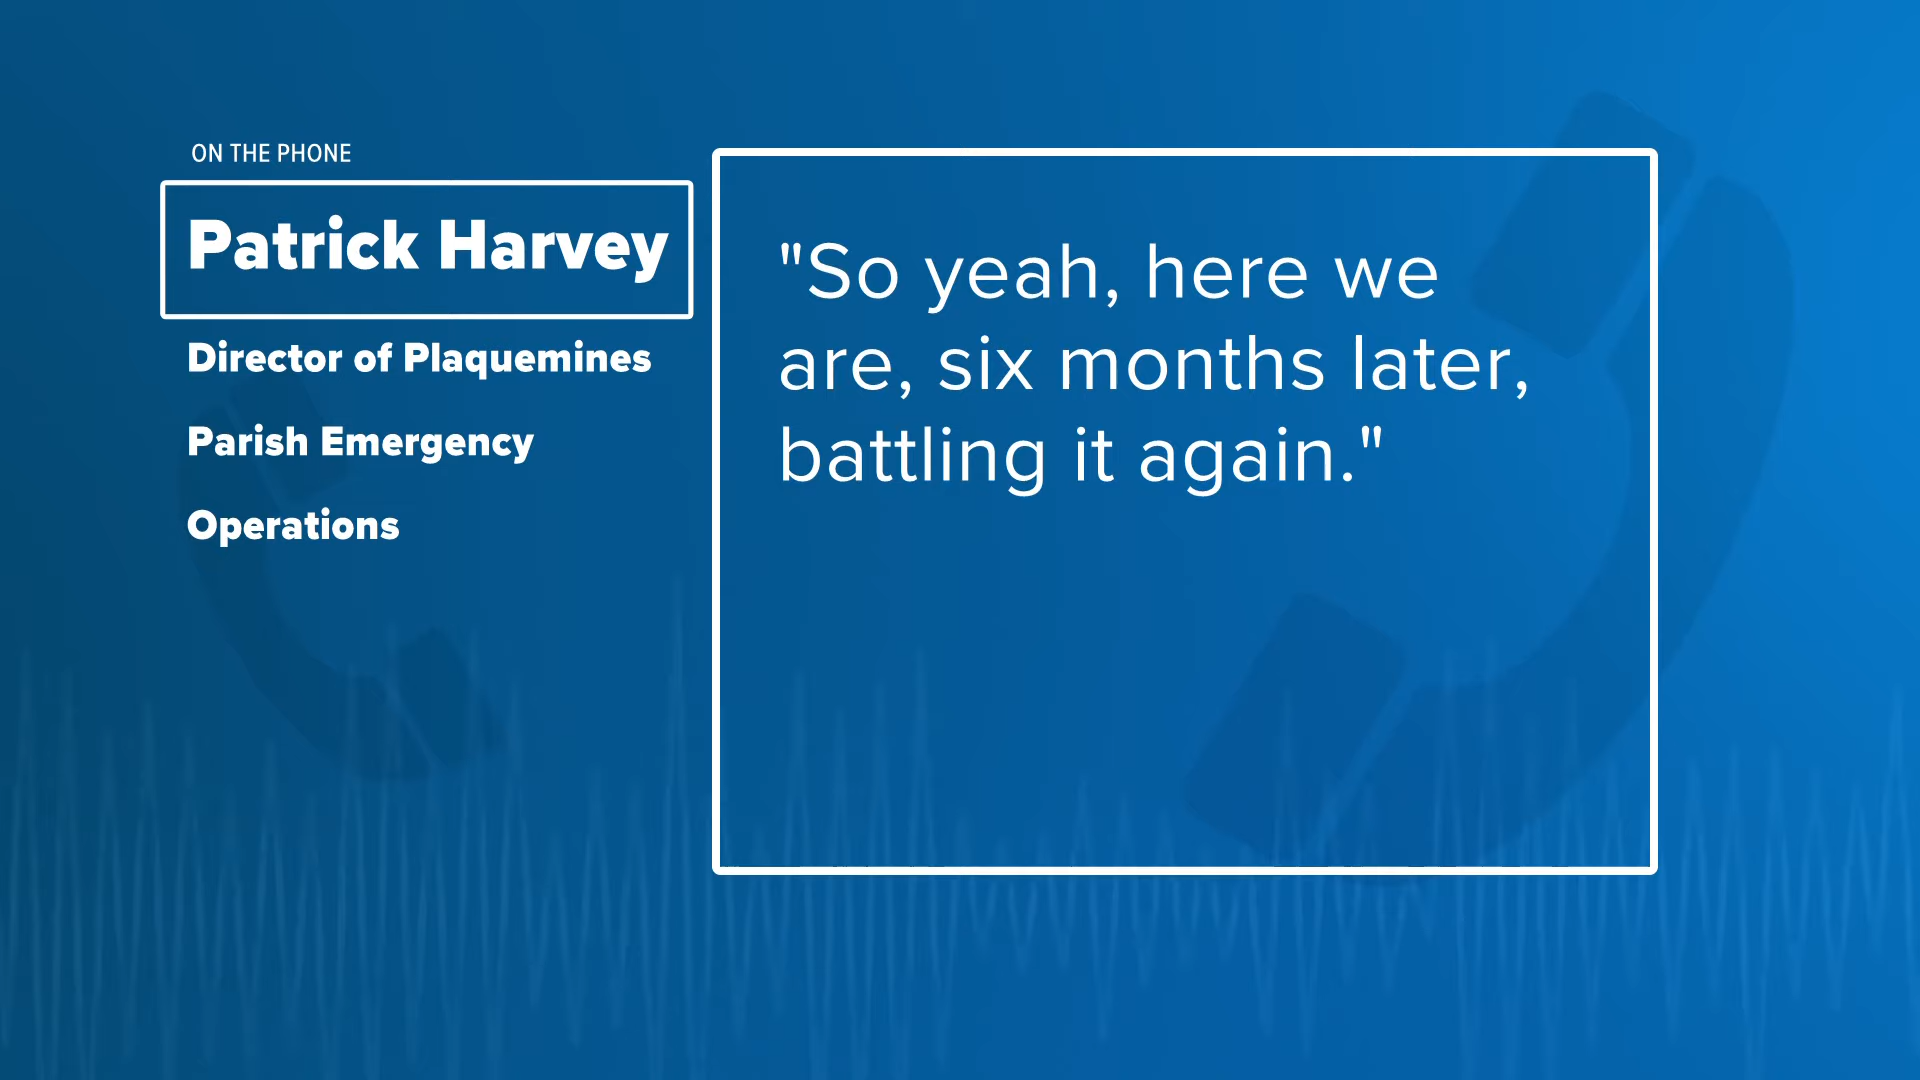 ON THE PHONE
Patrick Harvey
Director of Plaquemines
Parish Emergency
Operations
"So yeah, here we
are, six months later,
battling it again."